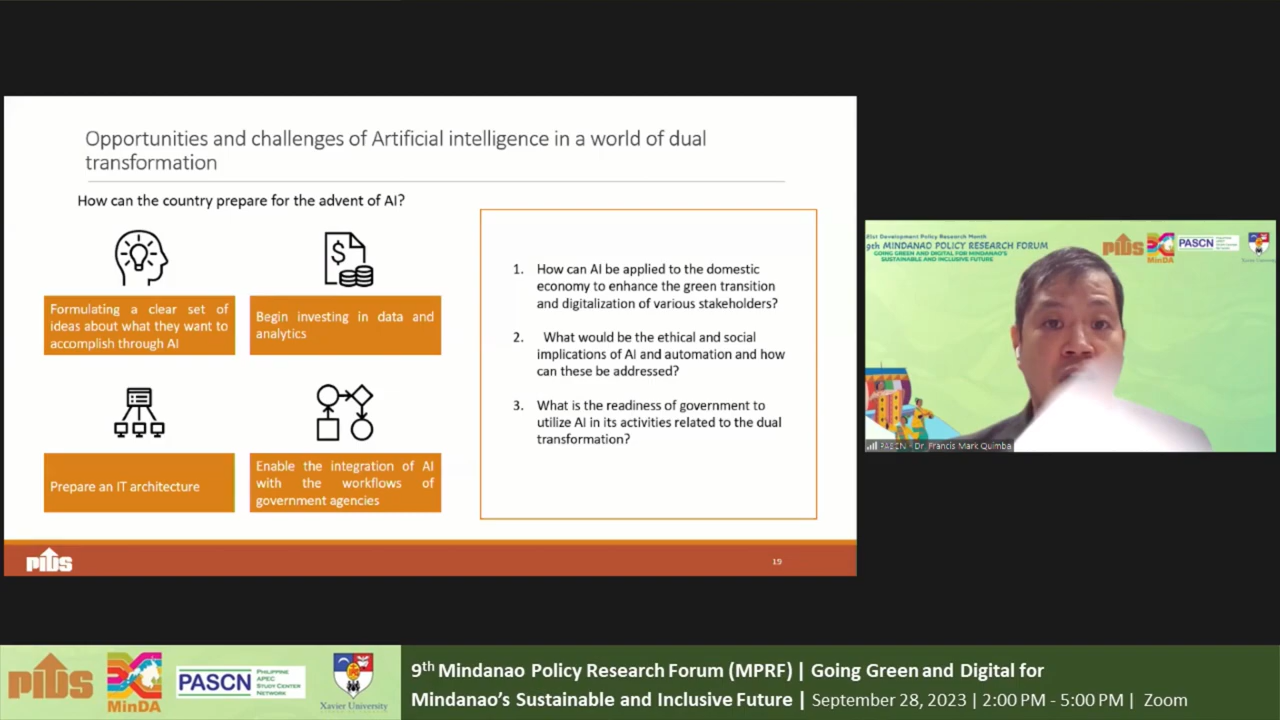 Opportunities and challenges of Artificial intelligence in a world of dual
transformation
How can the country prepare for the advent of AI?
Formulating a clear set of
ideas about what they want to
accomplish through AI
Begin investing in data and
analytics
Prepare an IT architecture
Enable the integration of AI
with the workflows of
government agencies
1. How can AI be applied to the domestic
economy to enhance the green transition
and digitalization of various stakeholders?
2. What would be the ethical and social
implications of AI and automation and how
can these be addressed?
3. What is the readiness of government to
utilize AI in its activities related to the dual
transformation?
pids
19
21st Development Policy Research Month
9th MINDANAO POLICY RESEARCH FORUM
GOING GREEN AND DIGITAL FOR MINDANAO'S
SUSTAINABLE AND INCLUSIVE FUTURE
pids
MinDA
PASCN
PASCN - Dr. Francis Mark Quimba
pids
MinDA
PASCN
PHILIPPINE
APEC
STUDY CENTER
NETWORK
Xavier University
9th Mindanao Policy Research Forum (MPRF) | Going Green and Digital for
Mindanao's Sustainable and Inclusive Future | September 28, 2023 | 2:00 PM - 5:00 PM | Zoom